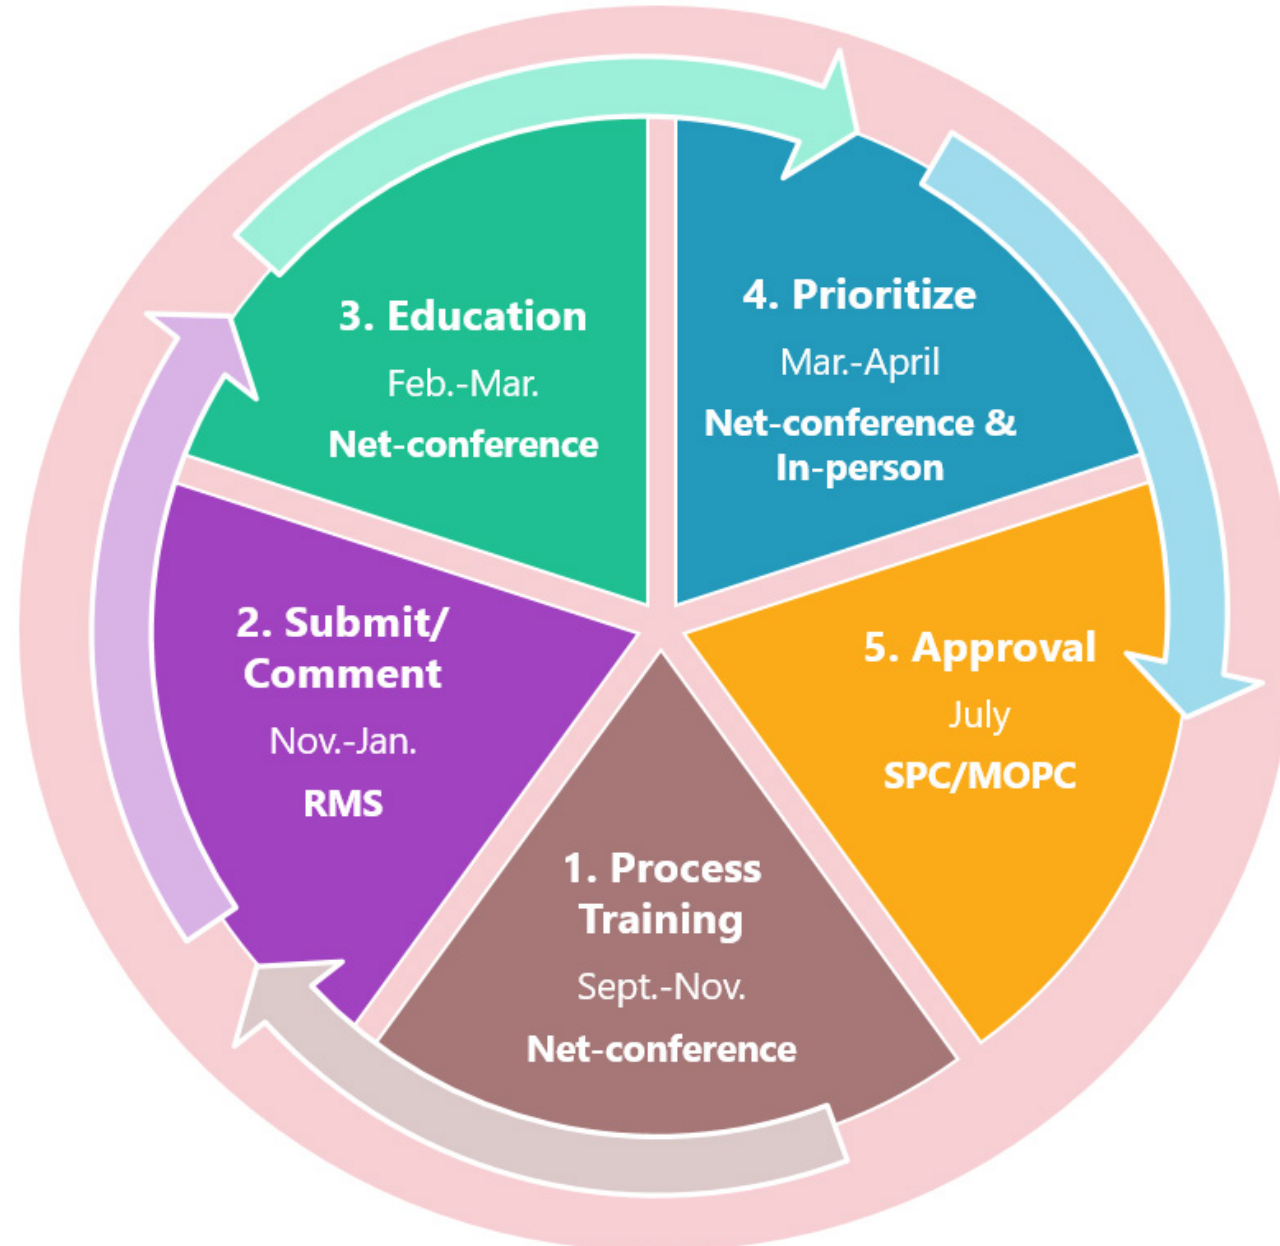 3. Education
Feb.-Mar.
Net-conference
4. Prioritize
Mar.-April
Net-conference &
In-person
2. Submit/
Comment
Nov.-Jan.
RMS
5. Approval
July
SPC/MOPC
1. Process
Training
Sept.-Nov.
Net-conference